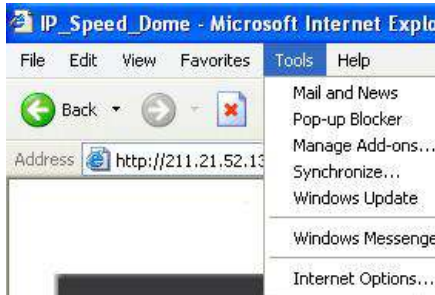 IP_Speed_Dome - Microsoft Internet Explo
File Edit View Favorites Tools Help
Back
Mail and News
Pop-up Blocker
Manage Add-ons...
Address http://211.21.52.13
Synchronize...
Windows Update
Windows Messenge
Internet Options...